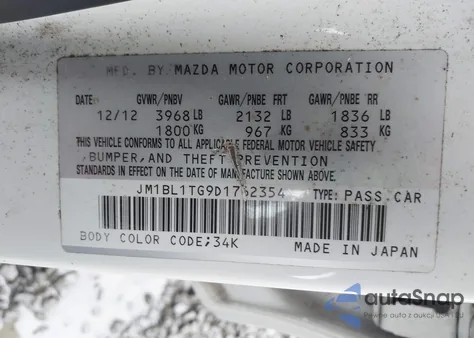 MFD. BY MAZDA MOTOR CORPORATION
DATE GVWR/PNBV GAWR/PNBE FRT GAWR/PNBE RR
12/12 3968 LB 2132 LB 1836 LB
1800 KG 967 KG 833 KG
THIS VEHICLE CONFORMS TO ALL APPLICABLE FEDERAL MOTOR VEHICLE SAFETY
BUMPER, AND THEFT PREVENTION
STANDARDS IN EFFECT ON THE DATE OF MANUFACTURE SHOWN ABOVE.
TYPE: PASS. CAR
BODY COLOR CODE; 34K MADE IN JAPAN
autoSnap